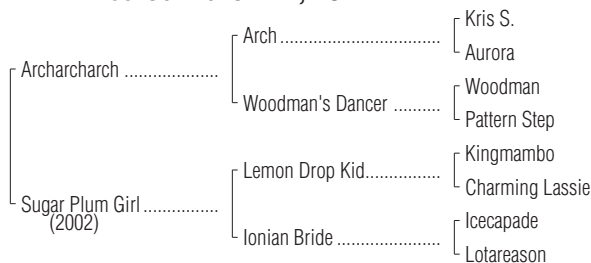 Kris S.
Arch
Aurora
Archarcharch
Woodman
Woodman's Dancer
Pattern Step
Kingmambo
Lemon Drop Kid
Charming Lassie
Sugar Plum Girl
(2002)
Icecapade
Ionian Bride
Lotareason